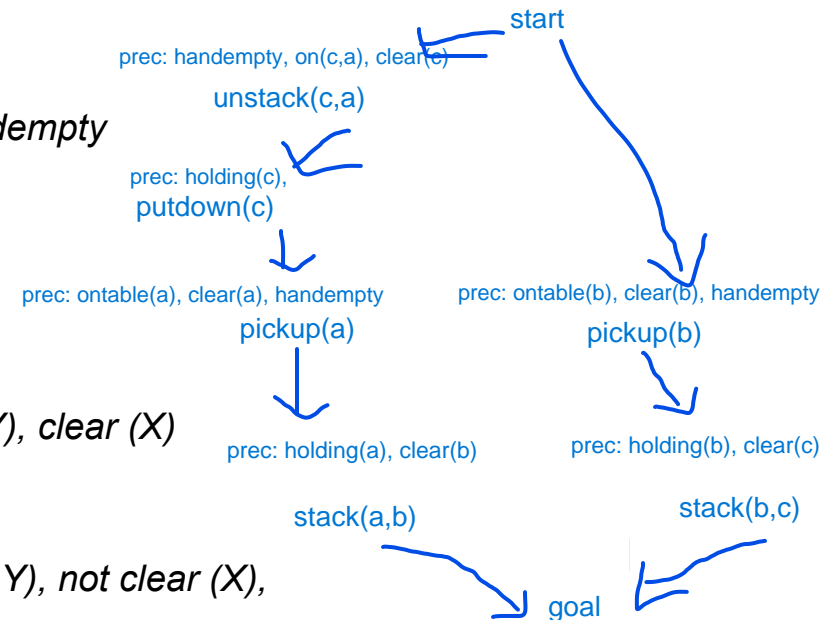 start
prec: handempty, on(c,a), clear(c)
unstack(c,a)
dempty
prec: holding(c),
putdown(c)
prec: ontable(a), clear(a), handempty
prec: ontable(b), clear(b), handempty
pickup(a)
pickup(b)
), clear (X)
prec: holding(a), clear(b)
prec: holding(b), clear(c)
stack(a,b)
stack(b,c)
Y), not clear (X),
goal